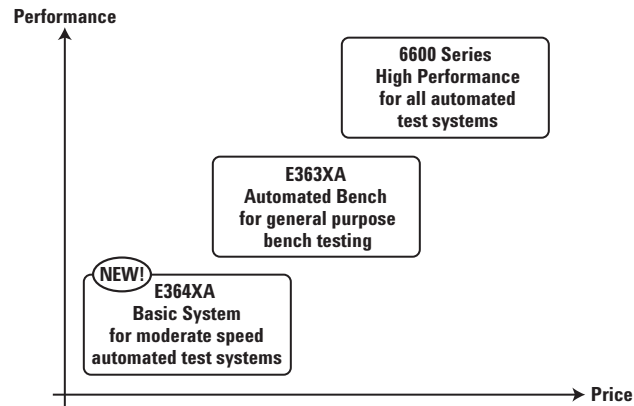 Performance
6600 Series
High Performance
for all automated
test systems
E363XA
Automated Bench
for general purpose
bench testing
NEW!
E364XA
Basic System
for moderate speed
automated test systems
Price